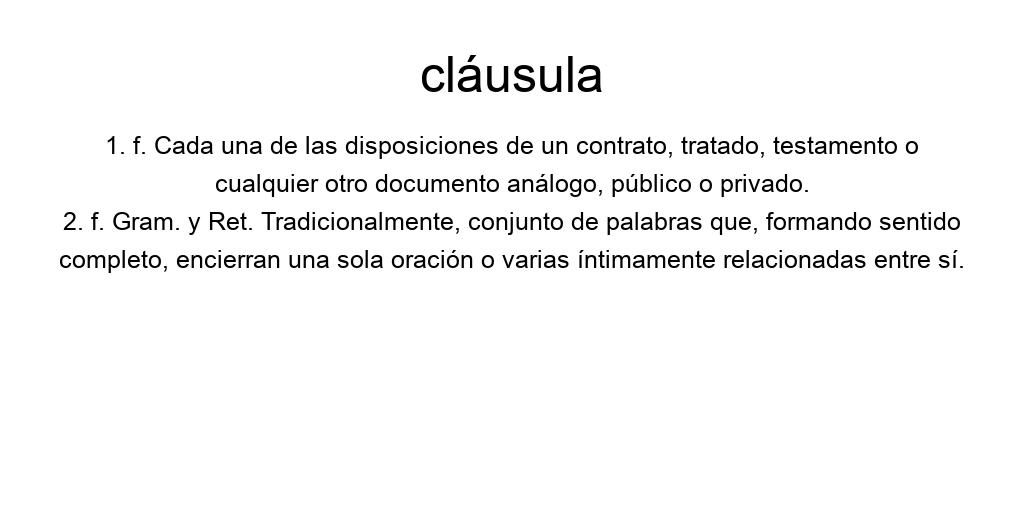 cláusula
1. f. Cada una de las disposiciones de un contrato, tratado, testamento o
cualquier otro documento análogo, público o privado.
2. f. Gram. y Ret. Tradicionalmente, conjunto de palabras que, formando sentido
completo, encierran una sola oración o varias íntimamente relacionadas entre sí.